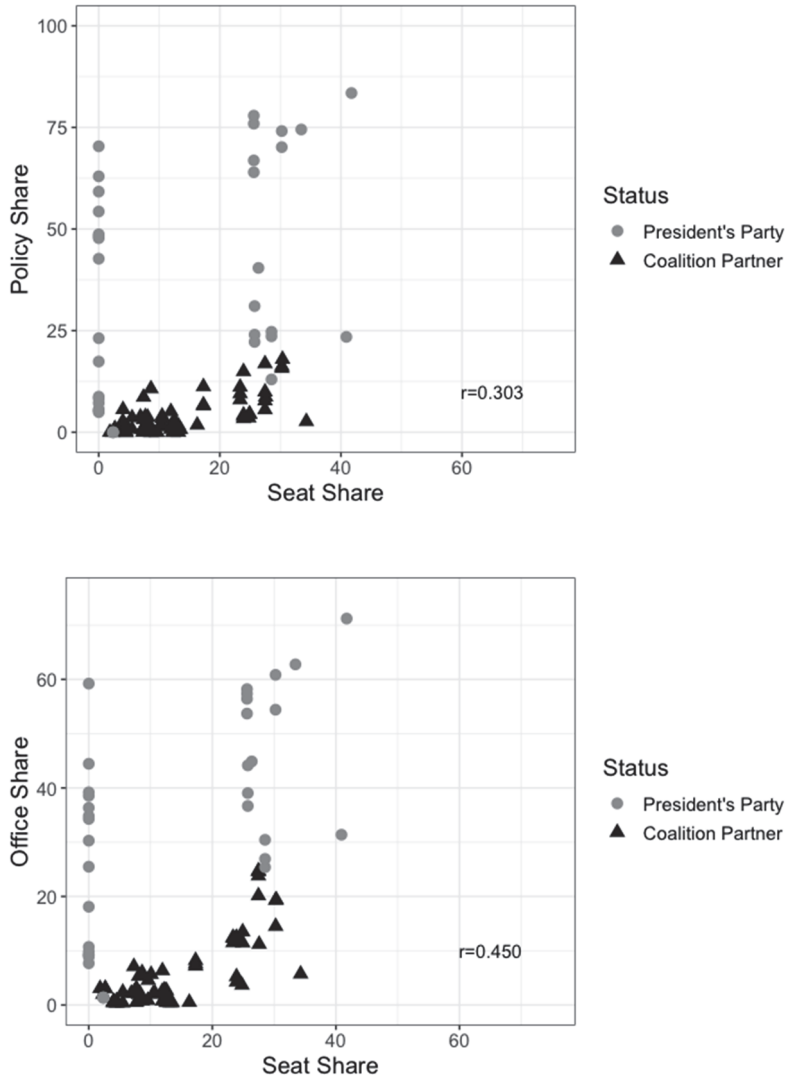 100
75
50
25
0
Policy Share
r=0.303
0 20 40 60
Seat Share
Status
President's Party
Coalition Partner
60
40
20
0
Office Share
r=0.450
0 20 40 60
Seat Share
Status
President's Party
Coalition Partner